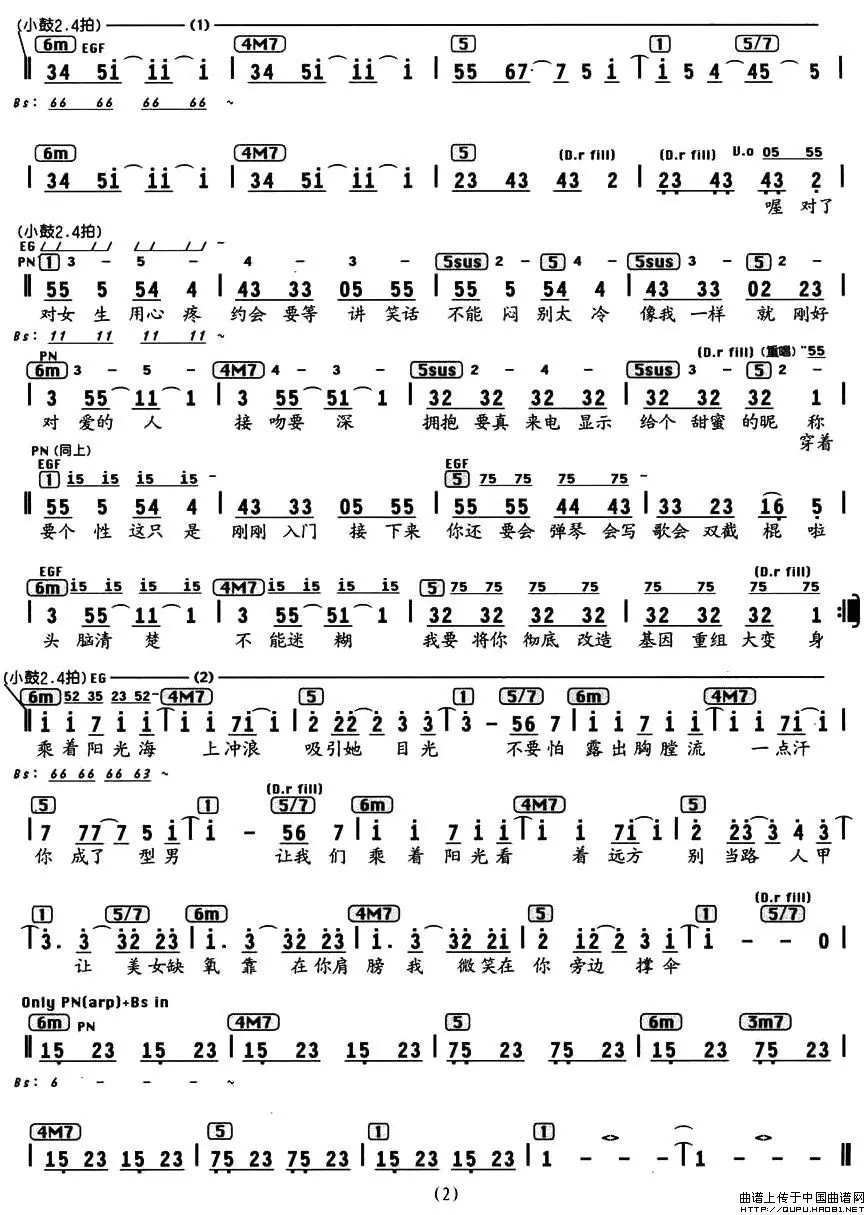 (小鼓2.4拍) (1)
6m EGF 4M7 5 1 5/7
‖ 34 5i ii i | 34 5i ii i | 55 67· 7 5 i | i 5 4 45 5 |
Bs: 66 66 66 66 ~
6m 4M7 5 (D.r fill) (D.r fill) V.o 05 55
| 34 5i ii i | 34 5i ii i | 23 43 43 2 | 23 43 43 2 |
喔 对了
(小鼓2.4拍)
EG / / / / / / / / ~
PN 1 3 - 5 - 4 - 3 - 5sus 2 - 5 4 - 5sus 3 - 5 2 -
‖ 55 5 54 4 | 43 33 05 55 | 55 5 54 4 | 43 33 02 23 |
对女 生 用心 疼 约会 要等 讲 笑话 不能 闷 别太 冷 像我 一样 就 刚好
Bs: 11 11 11 11 ~
PN (D.r fill) (重唱) "55
6m 3 - 5 - 4M7 4 - 3 - 5sus 2 - 4 - 5sus 3 - 5 2 -
| 3 55 11 1 | 3 55 51 1 | 32 32 32 32 | 32 32 32 1 |
对 爱的 人 接 吻要 深 拥抱 要真 来电 显示 给个 甜蜜 的昵 称
穿着
PN (同上)
EGF EGF
1 i5 i5 i5 i5 - 5 75 75 75 75 -
‖ 55 5 54 4 | 43 33 05 55 | 55 55 44 43 | 33 23 16 5 |
要个 性 这只 是 刚刚 入门 接 下来 你还 要会 弹琴 会写 歌会 双截 棍 啦
EGF (D.r fill)
6m i5 i5 i5 i5 4M7 i5 i5 i5 i5 5 75 75 75 75 75 75 75 75
| 3 55 11 1 | 3 55 51 1 | 32 32 32 32 | 32 32 32 1 :‖
头 脑清 楚 不 能迷 糊 我要 将你 彻底 改造 基因 重组 大变 身
(小鼓2.4拍) EG (2)
6m 52 35 23 52~ 4M7 5 1 5/7 6m 4M7
‖ i i 7 i i | i i 7i i | 2 22 2 3 3 | 3 - 56 7 | i i 7 i i | i i 7i· i |
乘着阳光海 上冲浪 吸引她 目光 不要怕 露出胸膛流 一点汗
Bs: 66 66 66 63 ~
5 1 (D.r fill) 5/7 6m 4M7 5
| 7 77 7 5 i | i - 56 7 | i i 7 i i | i i 7i i | 2 23 3 4 3 |
你 成了 型男 让我 们 乘 着 阳光看 着 远方 别 当路 人甲
(D.r fill)
1 5/7 6m 4M7 5 1 5/7
| 3. 3 32 23 | i. 3 32 23 | i. 3 32 2i | 2 i2 2 3 i | i - - 0 |
让 美女缺 氧 靠 在你肩 膀 我 微笑在 你 旁边 撑伞
Only PN(arp)+Bs in
6m PN 4M7 5 6m 3m7
‖ 15 23 15 23 | 15 23 15 23 | 75 23 75 23 | 15 23 75 23 |
Bs: 6 - - - ~
4M7 5 1 1 <> <>
| 15 23 15 23 | 75 23 75 23 | 15 23 15 23 | 1 - - - | 1 - - - ‖
(2)
曲谱上传于中国曲谱网
HTTP://QUPU.HAO81.NET